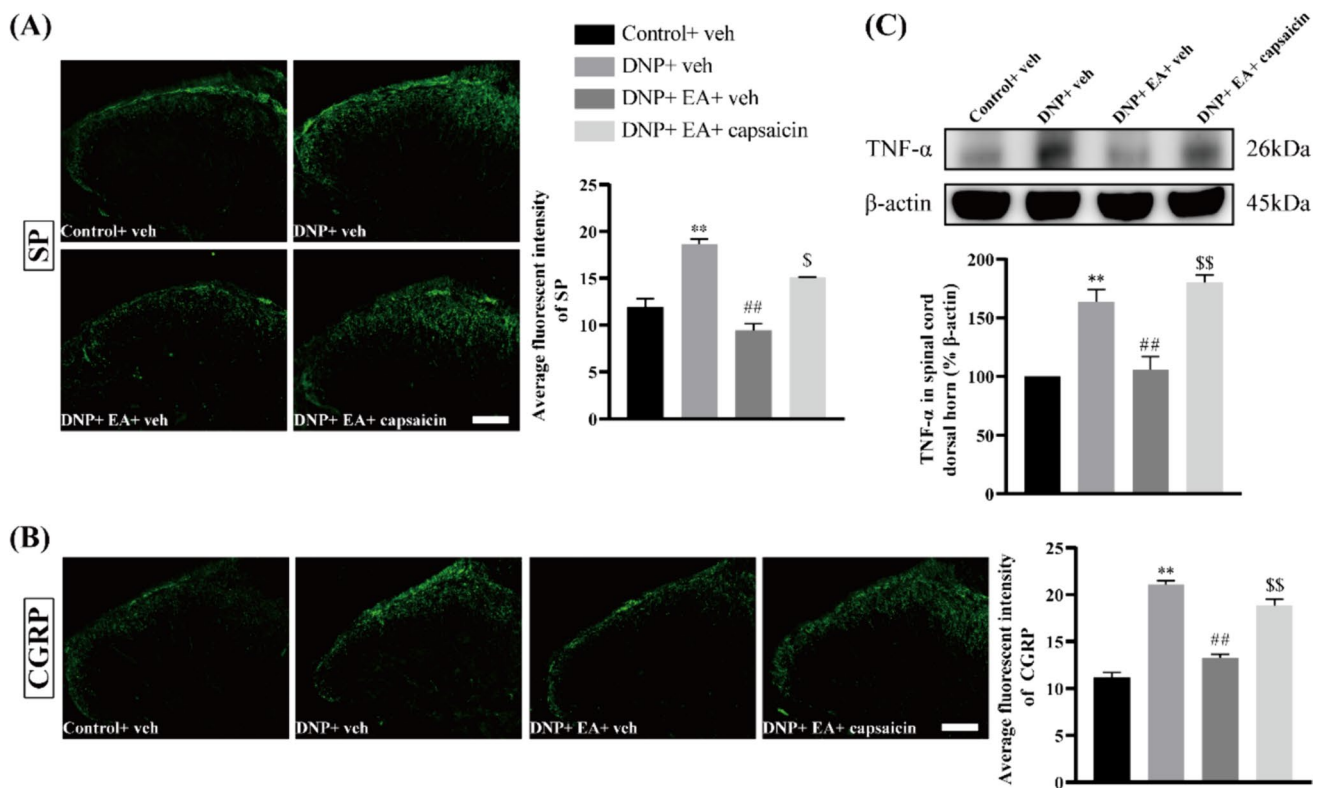 (A)
SP
Control+ veh
DNP+ veh
DNP+ EA+ veh
DNP+ EA+ capsaicin
Control+ veh
DNP+ veh
DNP+ EA+ veh
DNP+ EA+ capsaicin
Average fluorescent intensity
of SP
25
20
15
10
5
0
**
##
$
(C)
Control+ veh
DNP+ veh
DNP+ EA+ veh
DNP+ EA+ capsaicin
TNF-α
26kDa
β-actin
45kDa
TNF-α in spinal cord
dorsal horn (% β-actin)
200
150
100
50
0
**
##
$$
(B)
CGRP
Control+ veh
DNP+ veh
DNP+ EA+ veh
DNP+ EA+ capsaicin
Average fluorescent intensity
of CGRP
25
20
15
10
5
0
**
##
$$